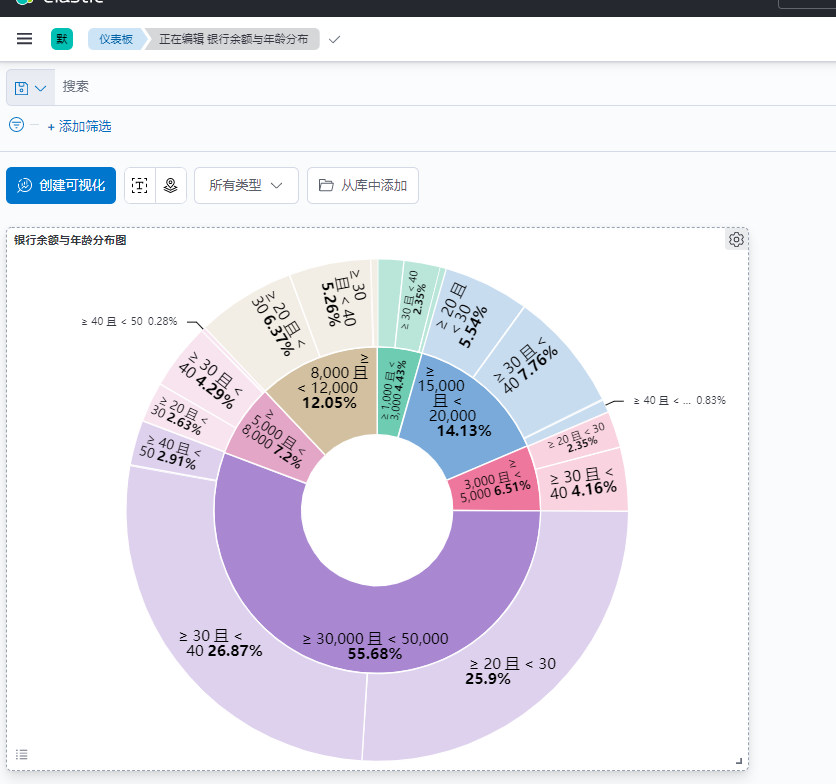 elastic
默 仪表板 正在编辑 银行余额与年龄分布
搜索
+ 添加筛选
创建可视化 所有类型 从库中添加
银行余额与年龄分布图
≥ 30 且 < 40
2.35%
≥ 20 且
< 30
5.54%
≥ 30 且 <
40 7.76%
≥ 40 且 < ... 0.83%
≥ 20 且 < 30
2.35%
≥ 30 且 <
40 4.16%
≥ 20 且 < 30
25.9%
≥ 30 且 <
40 26.87%
≥ 40 且 <
50 2.91%
≥ 20 且 <
30 2.63%
≥ 30 且 <
40 4.29%
≥ 40 且 < 50 0.28%
≥ 20 且 <
30 6.37%
≥ 30
且 < 40
5.26%
≥ 1,000 且 <
3,000 4.43%
≥
15,000
且 <
20,000
14.13%
≥
3,000 且 <
5,000 6.51%
≥ 30,000 且 < 50,000
55.68%
≥
5,000 且 <
8,000 7.2%
≥
8,000 且
< 12,000
12.05%